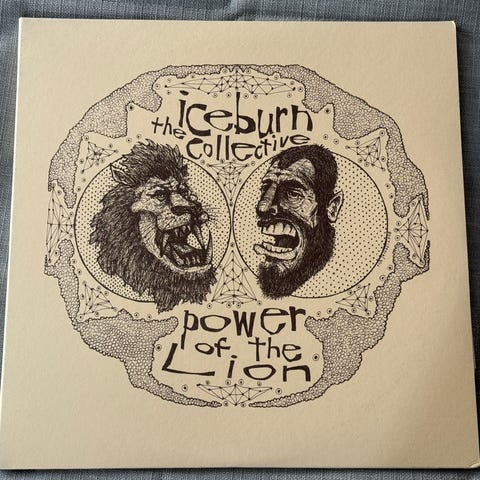 iceburn
the collective
power
of the
Lion